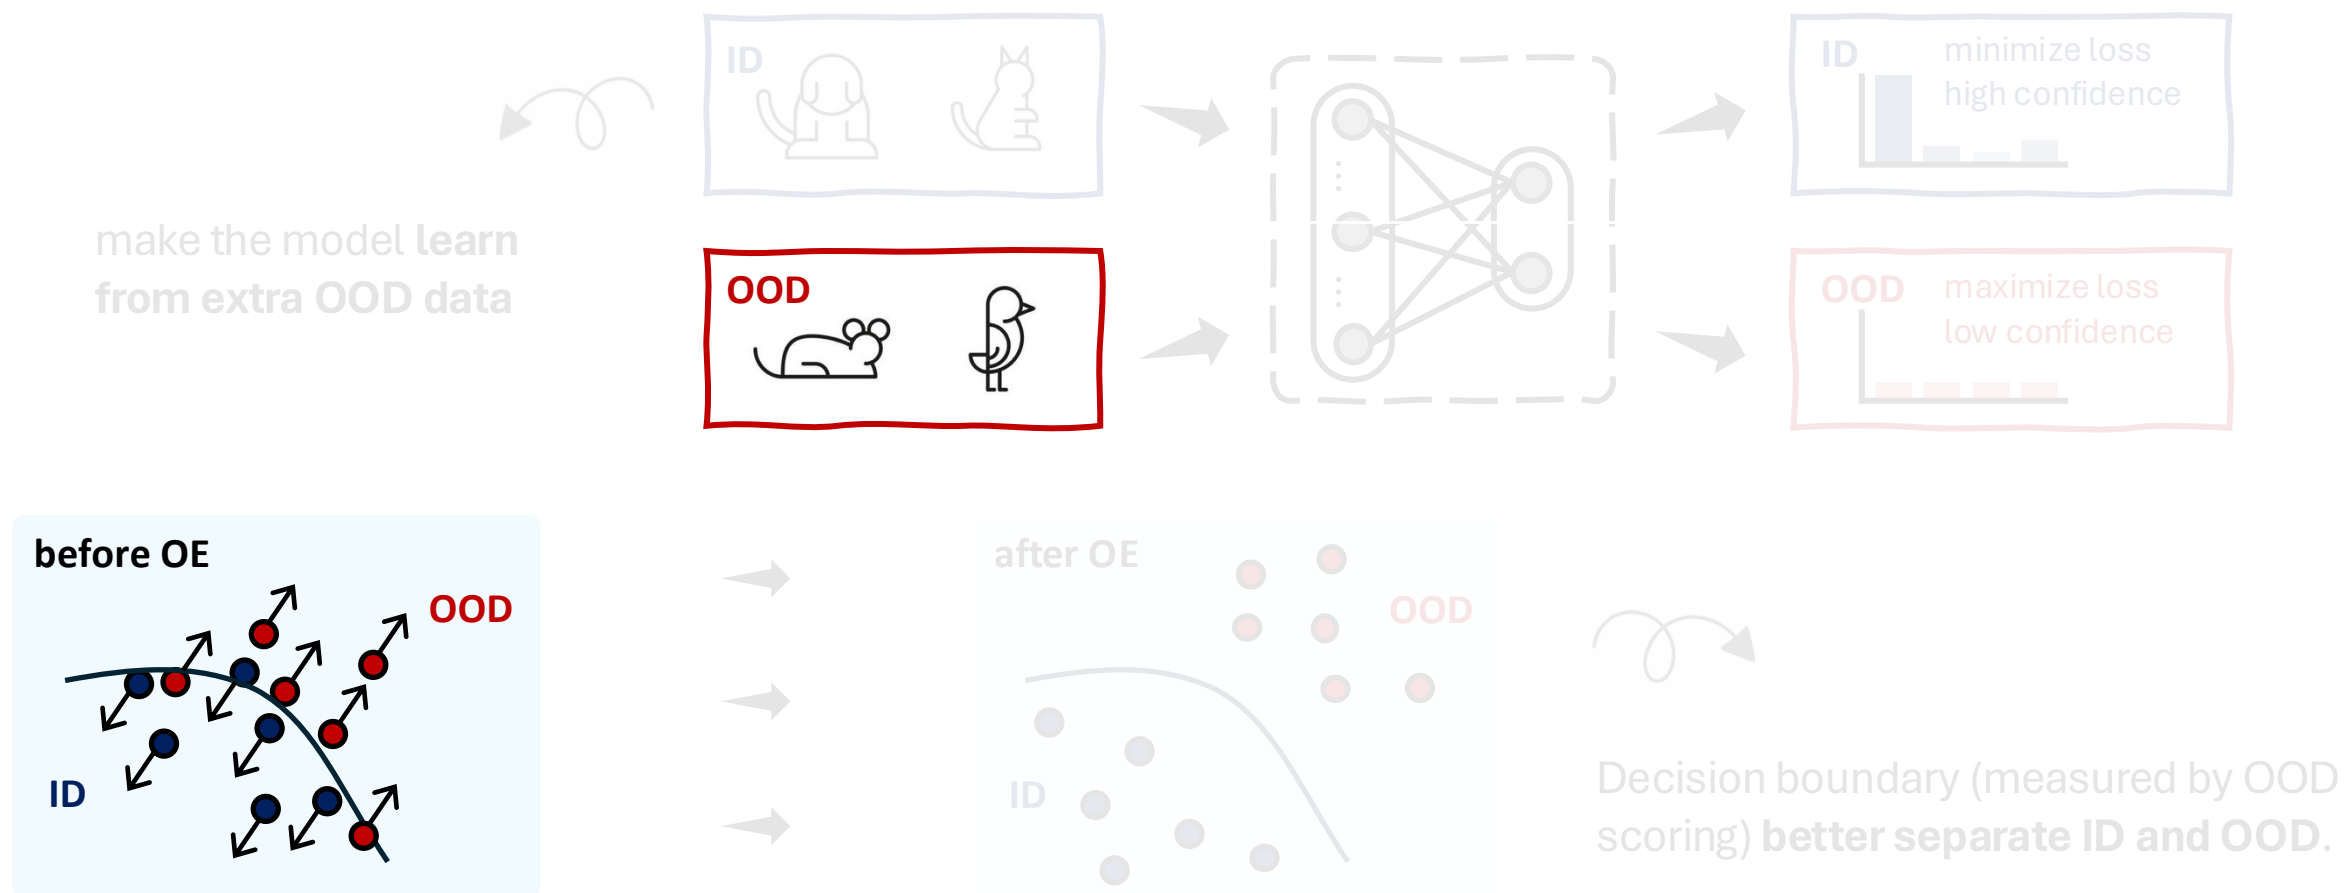 ID
minimize loss
high confidence
ID
make the model learn
from extra OOD data
OOD
OOD
maximize loss
low confidence
before OE
OOD
ID
after OE
OOD
ID
Decision boundary (measured by OOD
scoring) better separate ID and OOD.